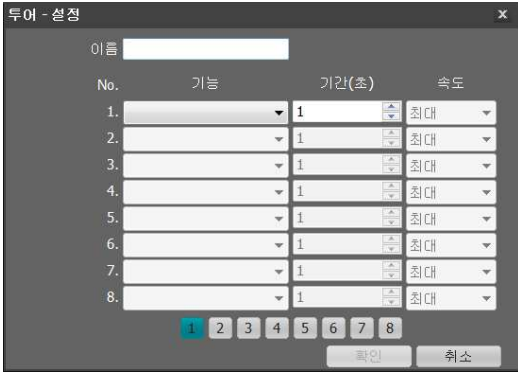 투어 - 설정 x
이름
No. 기능 기간(초) 속도
1. 1 최대
2. 1 최대
3. 1 최대
4. 1 최대
5. 1 최대
6. 1 최대
7. 1 최대
8. 1 최대
1 2 3 4 5 6 7 8
확인 취소